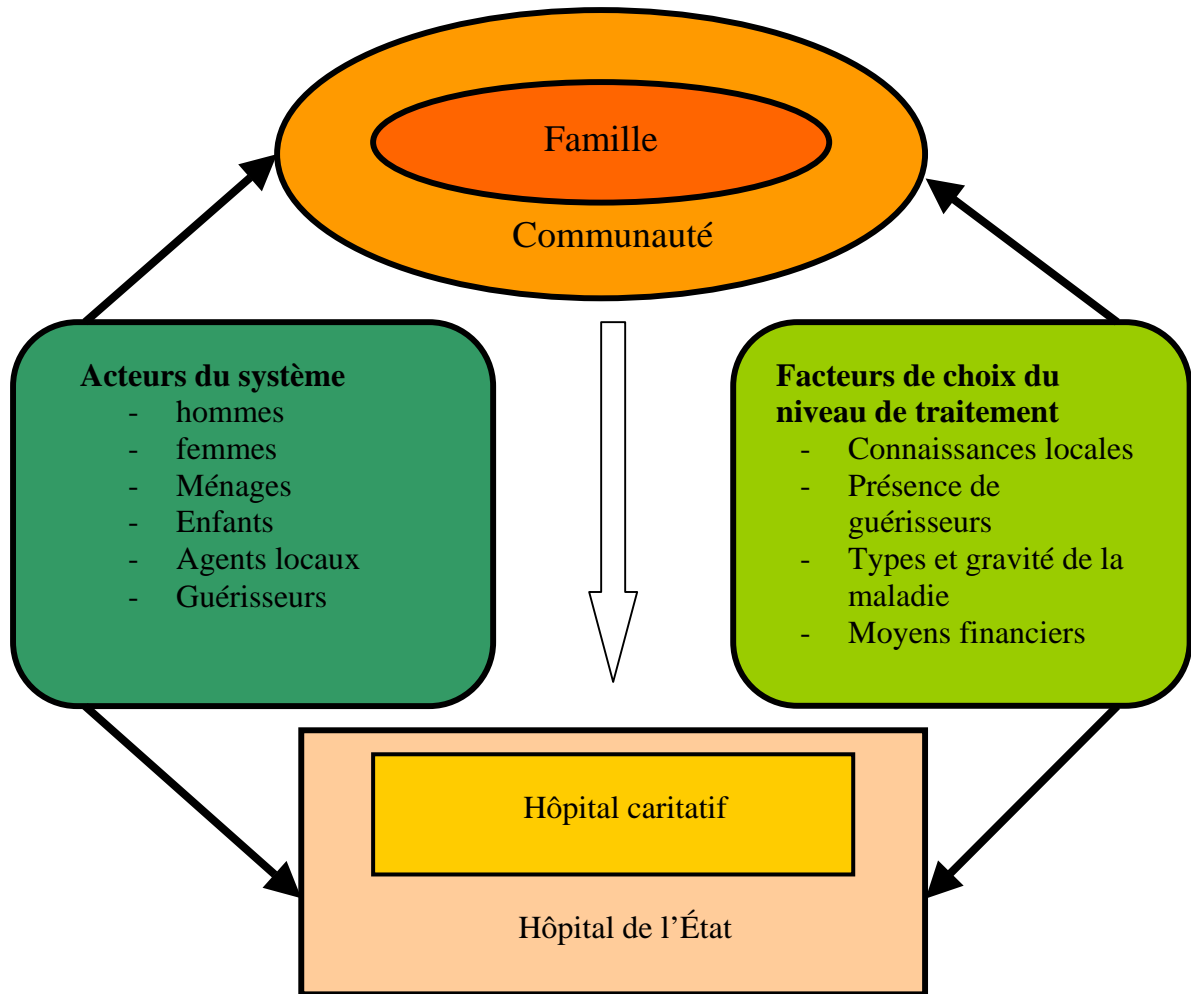 Famille
Communauté
Acteurs du système
- hommes
- femmes
- Ménages
- Enfants
- Agents locaux
- Guérisseurs
Facteurs de choix du
niveau de traitement
- Connaissances locales
- Présence de
guérisseurs
- Types et gravité de la
maladie
- Moyens financiers
Hôpital caritatif
Hôpital de l’État